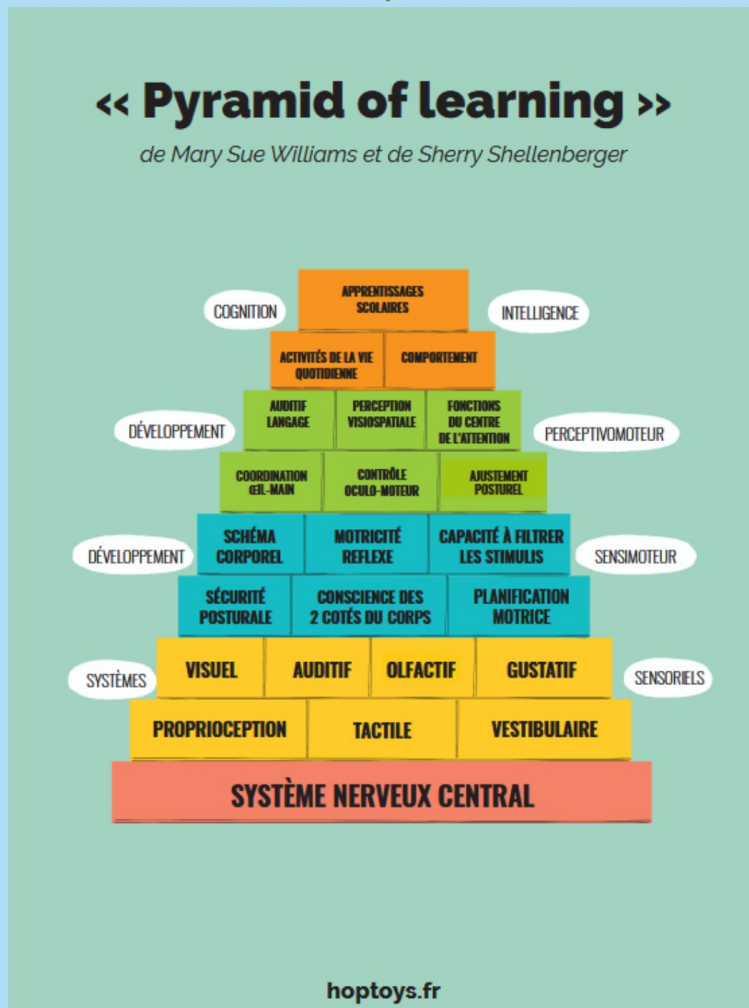 « Pyramid of learning »
de Mary Sue Williams et de Sherry Shellenberger
APPRENTISSAGES
SCOLAIRES
COGNITION
INTELLIGENCE
ACTIVITÉS DE LA VIE
QUOTIDIENNE
COMPORTEMENT
AUDITIF
LANGAGE
PERCEPTION
VISIOSPATIALE
FONCTIONS
DU CENTRE
DE L'ATTENTION
DÉVELOPPEMENT
PERCEPTIVOMOTEUR
COORDINATION
ŒIL-MAIN
CONTRÔLE
OCULO-MOTEUR
AJUSTEMENT
POSTUREL
SCHÉMA
CORPOREL
MOTRICITÉ
REFLEXE
CAPACITÉ À FILTRER
LES STIMULIS
DÉVELOPPEMENT
SENSIMOTEUR
SÉCURITÉ
POSTURALE
CONSCIENCE DES
2 COTÉS DU CORPS
PLANIFICATION
MOTRICE
VISUEL
AUDITIF
OLFACTIF
GUSTATIF
SYSTÈMES
SENSORIELS
PROPRIOCEPTION
TACTILE
VESTIBULAIRE
SYSTÈME NERVEUX CENTRAL
hoptoys.fr